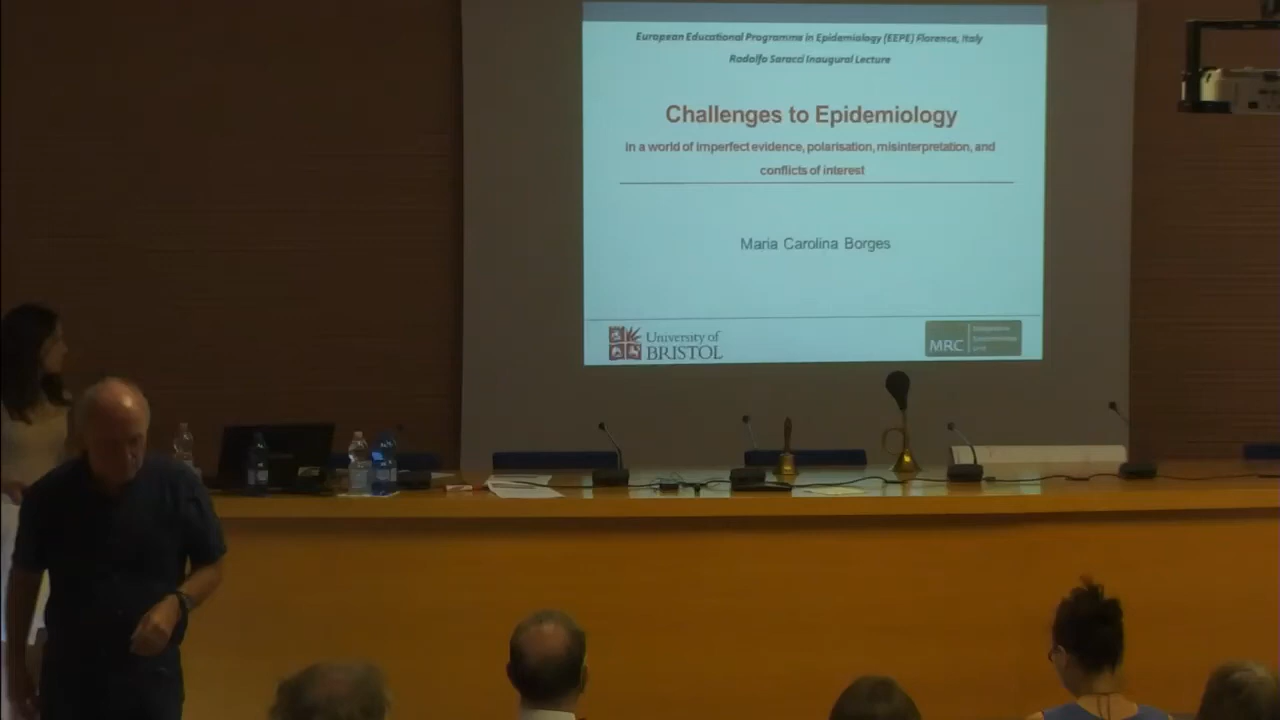 European Educational Programme in Epidemiology (EEPE) Florence, Italy
Rodolfo Saracci Inaugural Lecture
Challenges to Epidemiology
in a world of imperfect evidence, polarisation, misinterpretation, and
conflicts of interest
Maria Carolina Borges
University of
BRISTOL
MRC